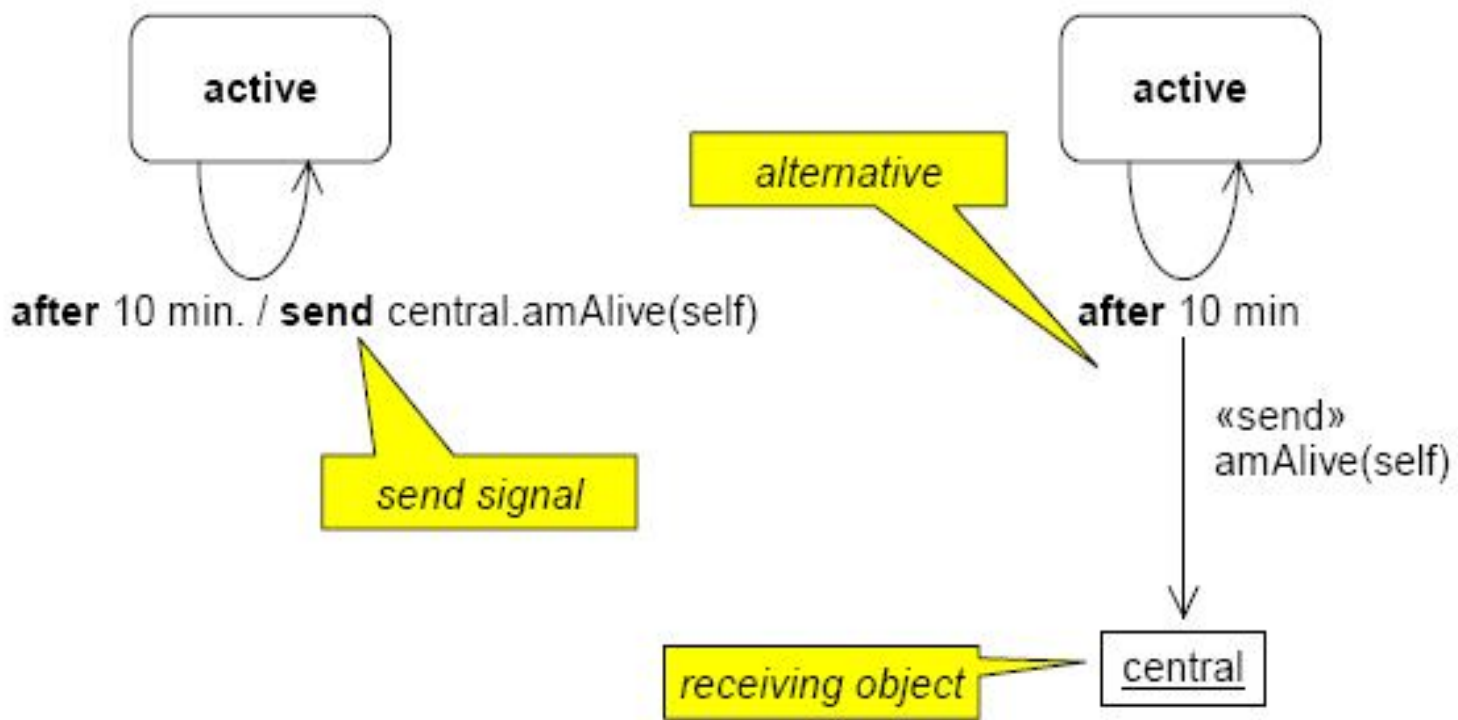 active
active
alternative
after 10 min. / send central.amAlive(self)
after 10 min
«send»
amAlive(self)
send signal
central
receiving object